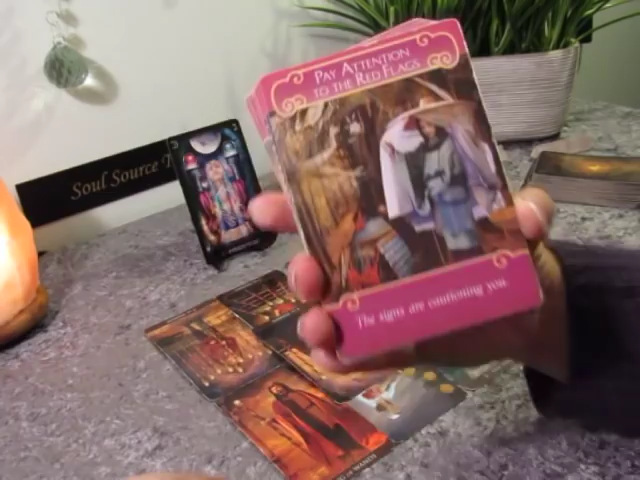 PAY ATTENTION
TO THE RED FLAGS
Soul Source
The signs are cautioning you.